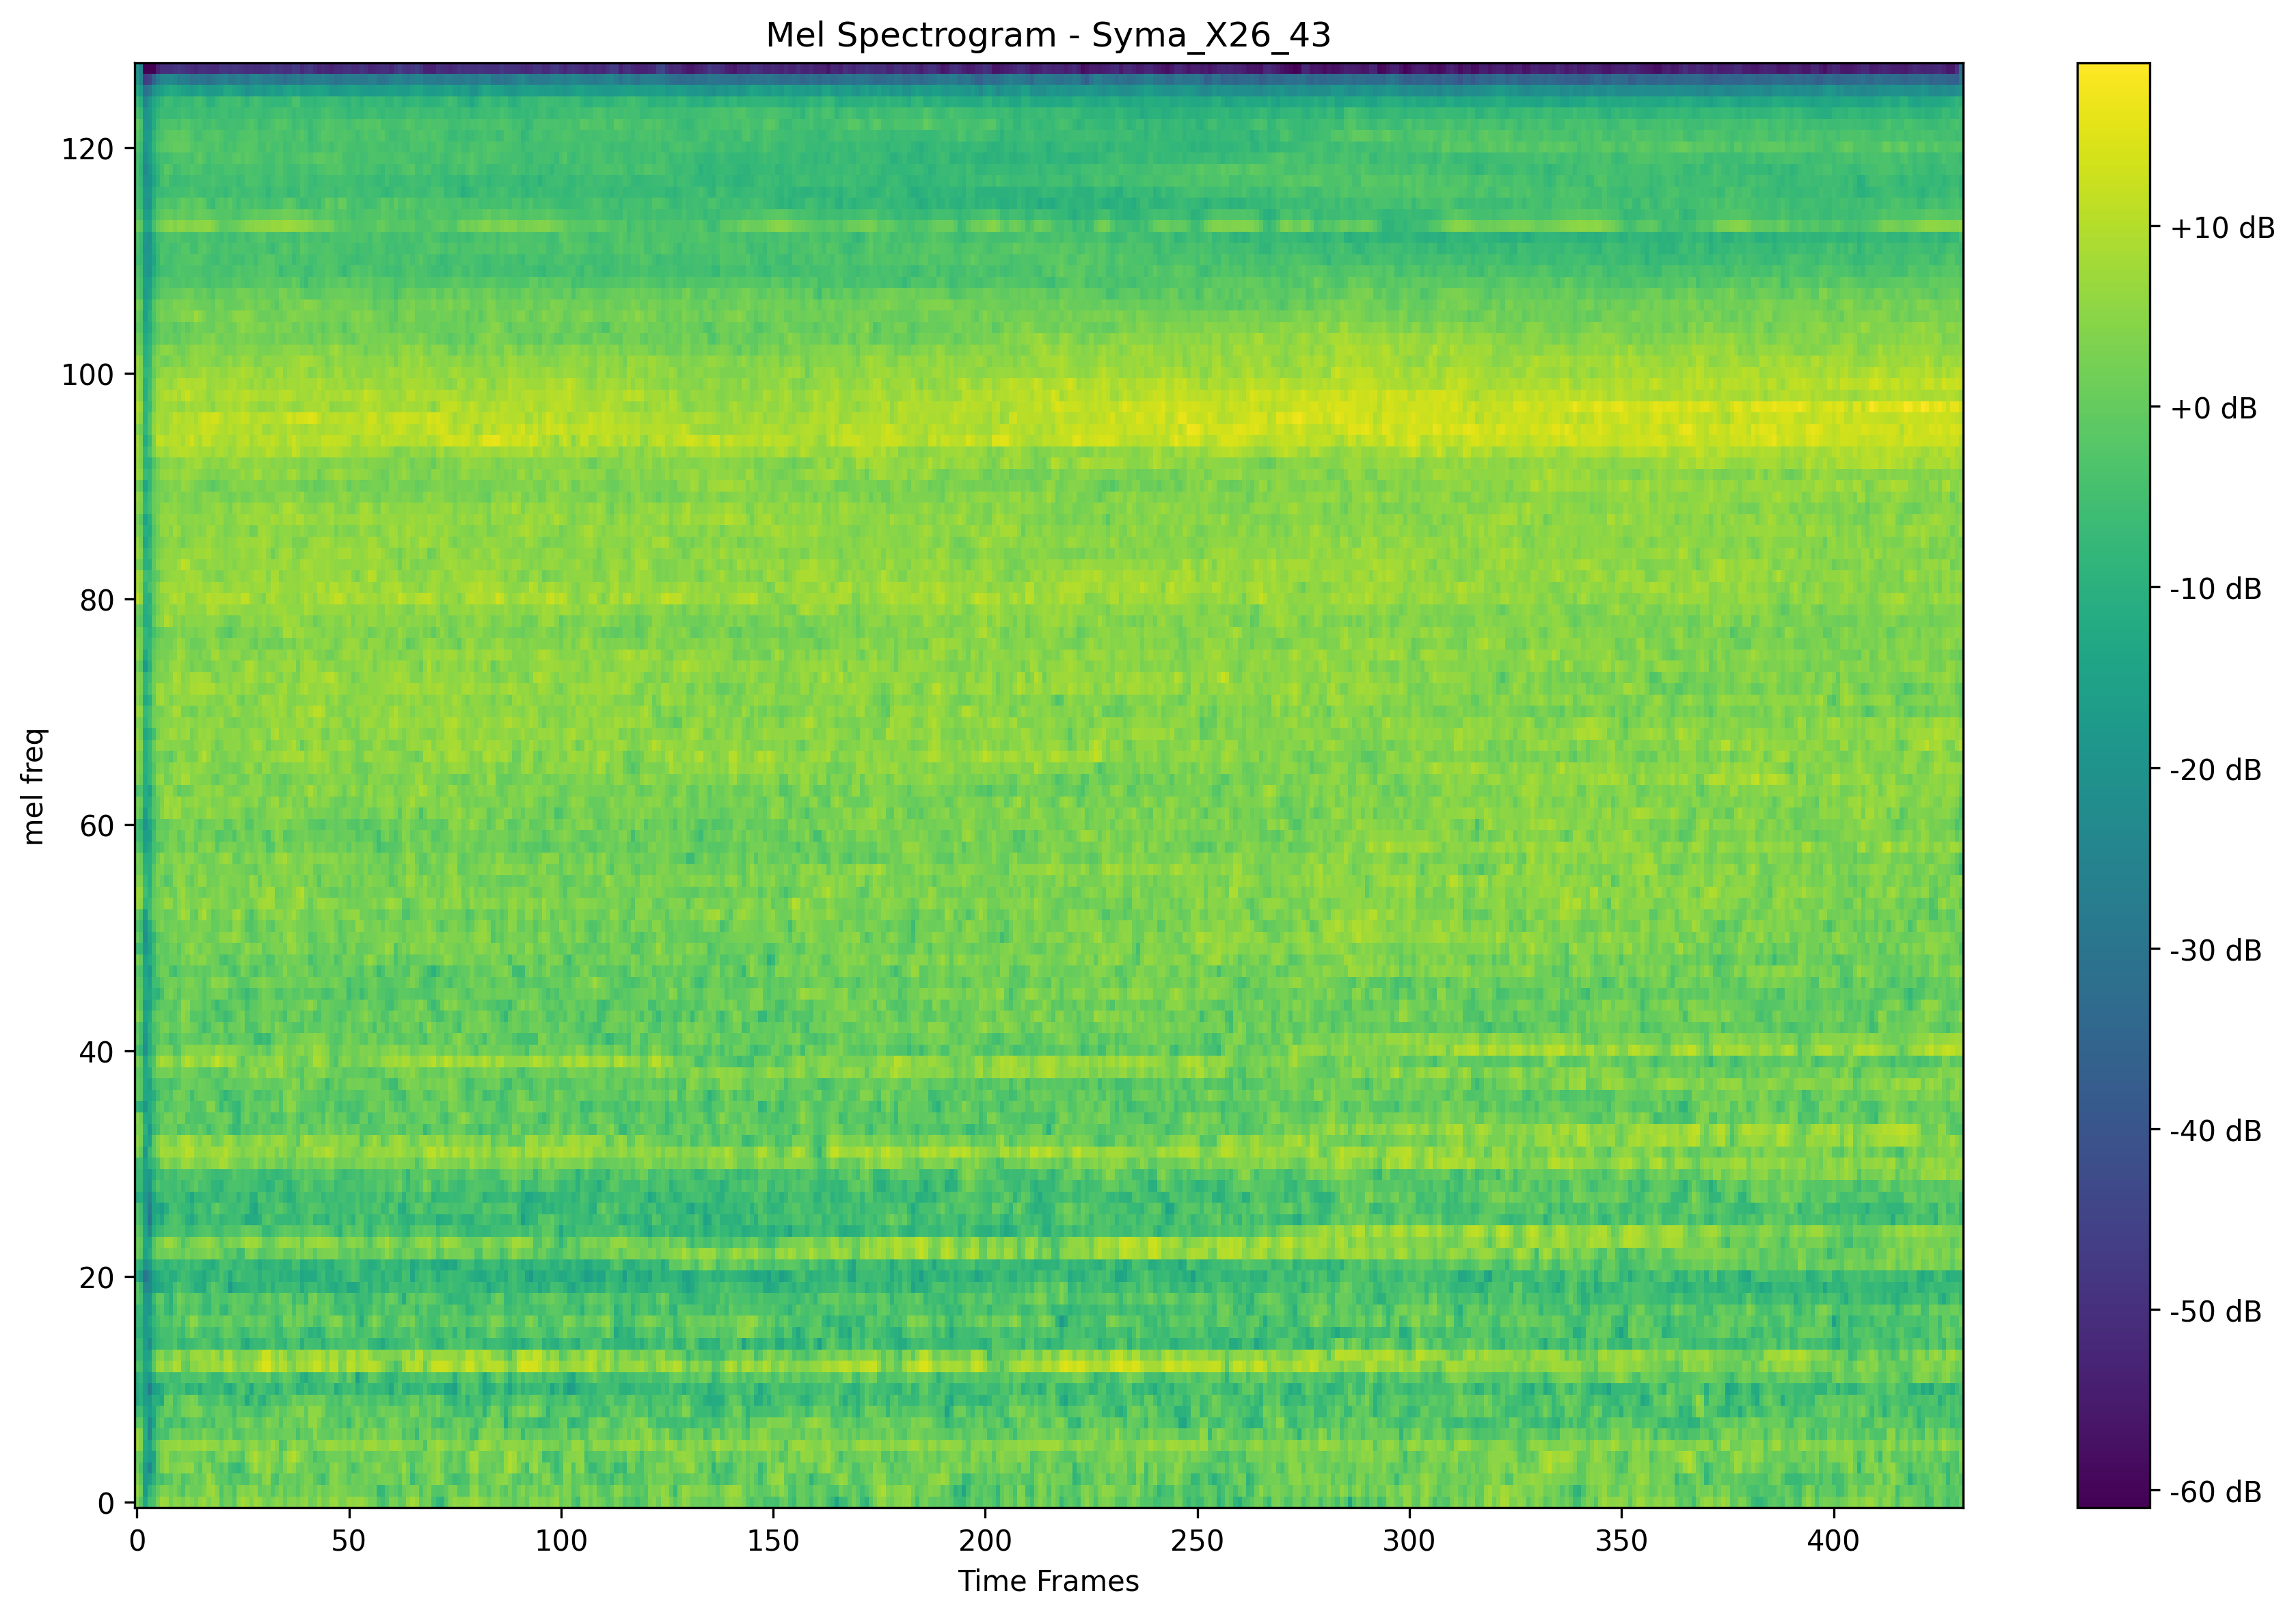 Mel Spectrogram - Syma_X26_43
120
100
80
60
40
20
0
mel freq
0 50 100 150 200 250 300 350 400
Time Frames
+10 dB
+0 dB
-10 dB
-20 dB
-30 dB
-40 dB
-50 dB
-60 dB